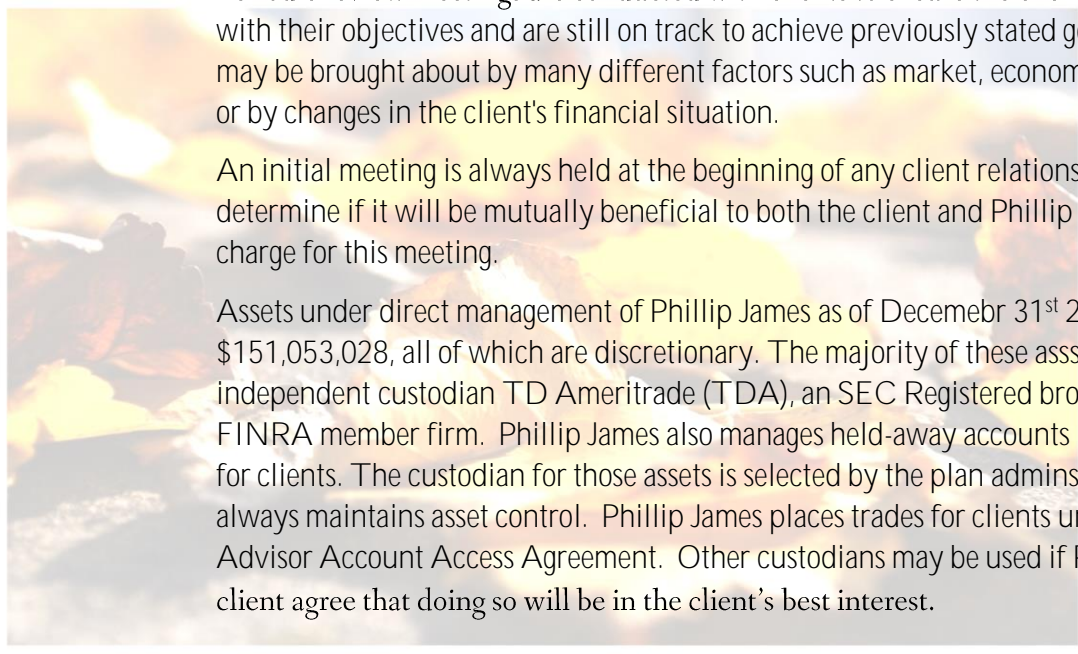 with their objectives and are still on track to achieve previously stated
may be brought about by many different factors such as market,
or by changes in the client's financial situation.
An initial meeting is always held at the beginning of any client
determine if it will be mutually beneficial to both the client and Phillip
charge for this meeting.
Assets under direct management of Phillip James as of Decemebr 31st 2
$151,053,028, all of which are discretionary. The majority of these
independent custodian TD Ameritrade (TDA), an SEC Registered
FINRA member firm. Phillip James also manages held-away accounts
for clients. The custodian for those assets is selected by the plan
always maintains asset control. Phillip James places trades for clients
Advisor Account Access Agreement. Other custodians may be used if
client agree that doing so will be in the client’s best interest.